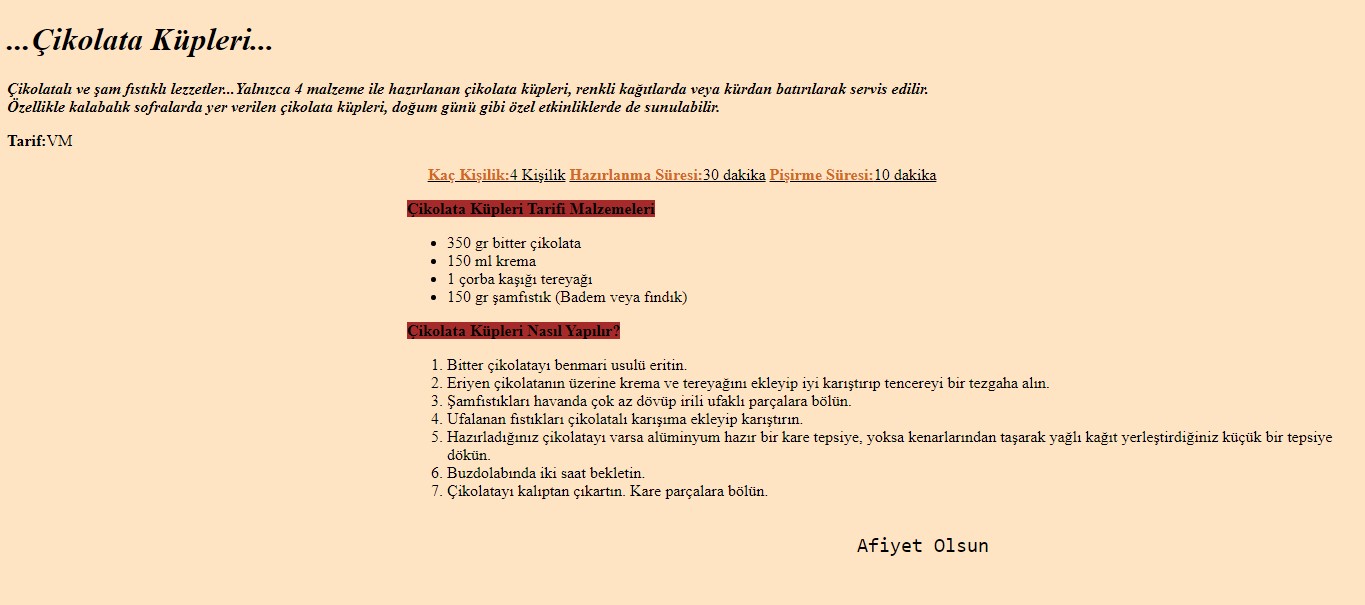 ...Çikolata Küpleri...
Çikolatalı ve şam fıstıklı lezzetler...Yalnızca 4 malzeme ile hazırlanan çikolata küpleri, renkli kağıtlarda veya kürdan batırılarak servis edilir.
Özellikle kalabalık sofralarda yer verilen çikolata küpleri, doğum günü gibi özel etkinliklerde de sunulabilir.
Tarif:VM
Kaç Kişilik:4 Kişilik Hazırlanma Süresi:30 dakika Pişirme Süresi:10 dakika
Çikolata Küpleri Tarifi Malzemeleri
• 350 gr bitter çikolata
• 150 ml krema
• 1 çorba kaşığı tereyağı
• 150 gr şamfıstık (Badem veya fındık)
Çikolata Küpleri Nasıl Yapılır?
1. Bitter çikolatayı benmari usulü eritin.
2. Eriyen çikolatanın üzerine krema ve tereyağını ekleyip iyi karıştırıp tencereyi bir tezgaha alın.
3. Şamfıstıkları havanda çok az dövüp irili ufaklı parçalara bölün.
4. Ufalanan fıstıkları çikolatalı karışıma ekleyip karıştırın.
5. Hazırladığınız çikolatayı varsa alüminyum hazır bir kare tepsiye, yoksa kenarlarından taşarak yağlı kağıt yerleştirdiğiniz küçük bir tepsiye
dökün.
6. Buzdolabında iki saat bekletin.
7. Çikolatayı kalıptan çıkartın. Kare parçalara bölün.
Afiyet Olsun